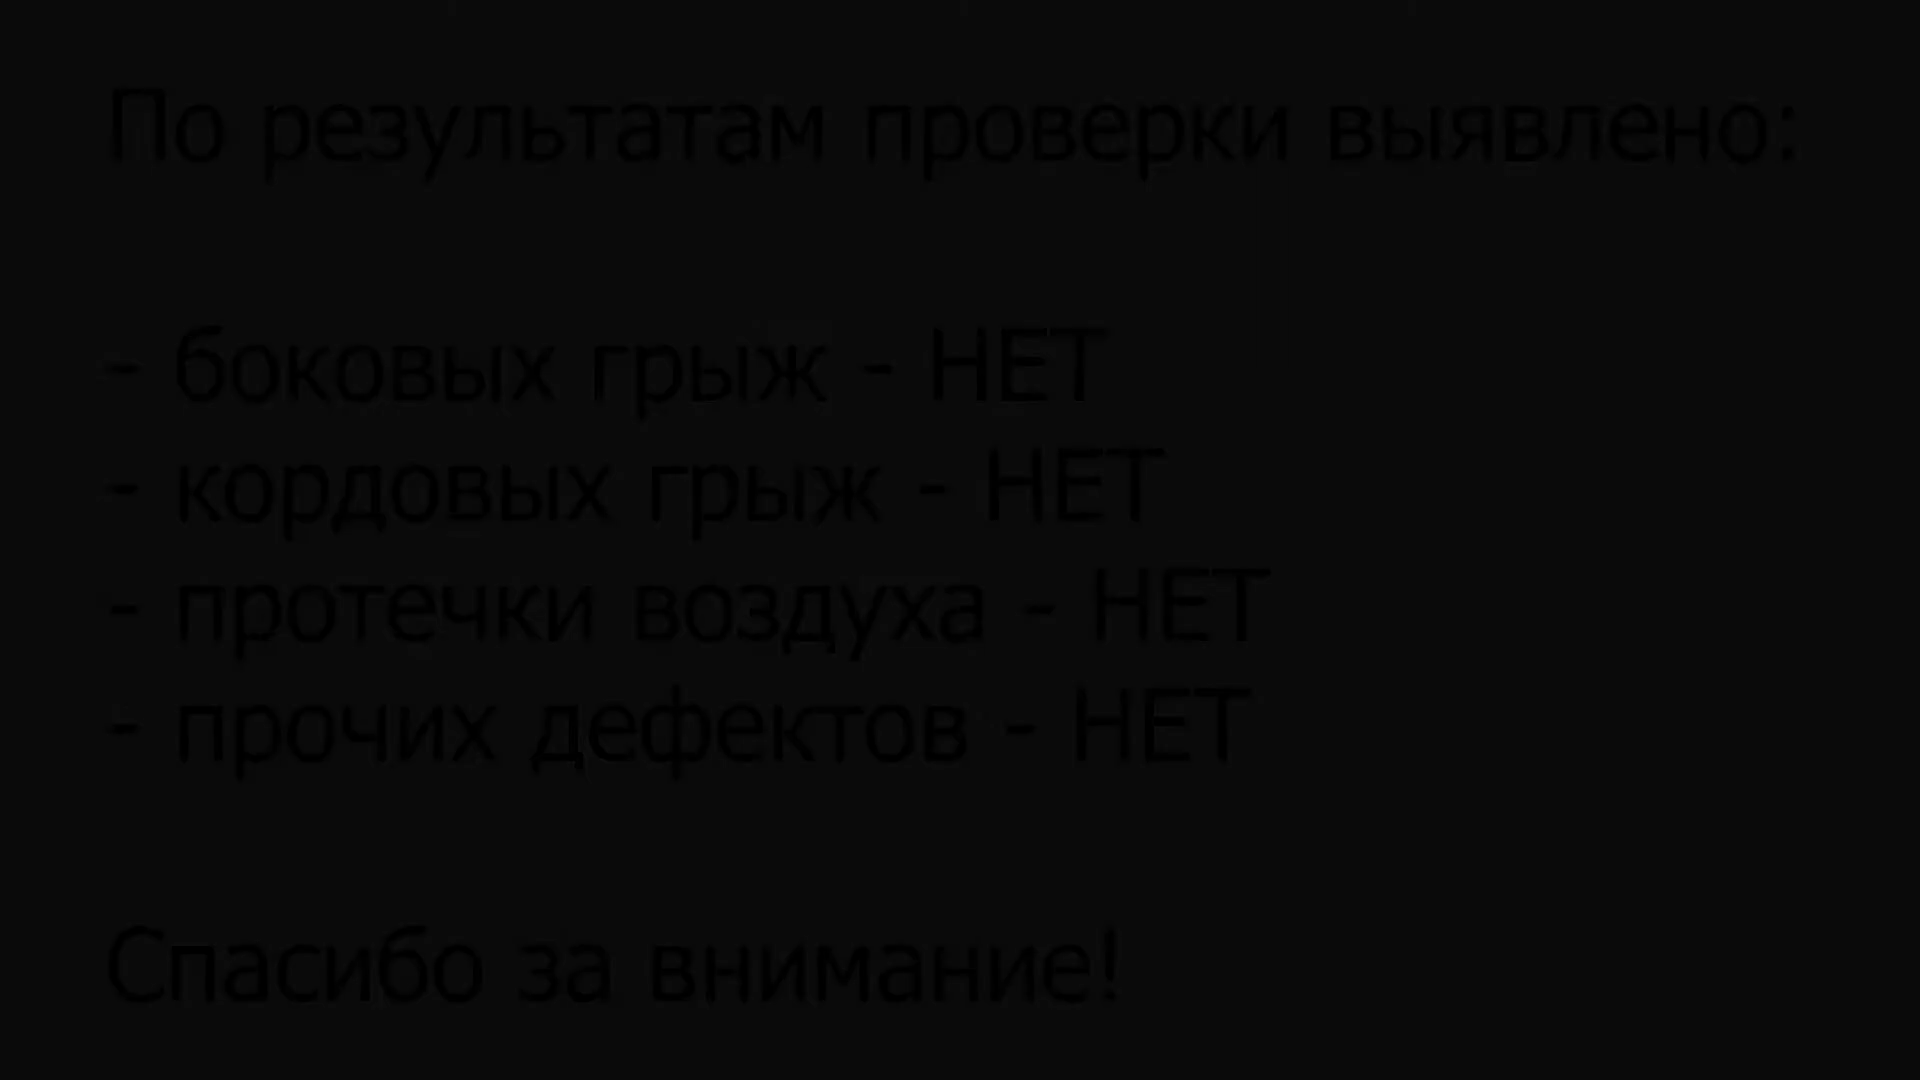 По результатам проверки выявлено:
- боковых грыж - НЕТ
- кордовых грыж - НЕТ
- протечки воздуха - НЕТ
- прочих дефектов - НЕТ
Спасибо за внимание!